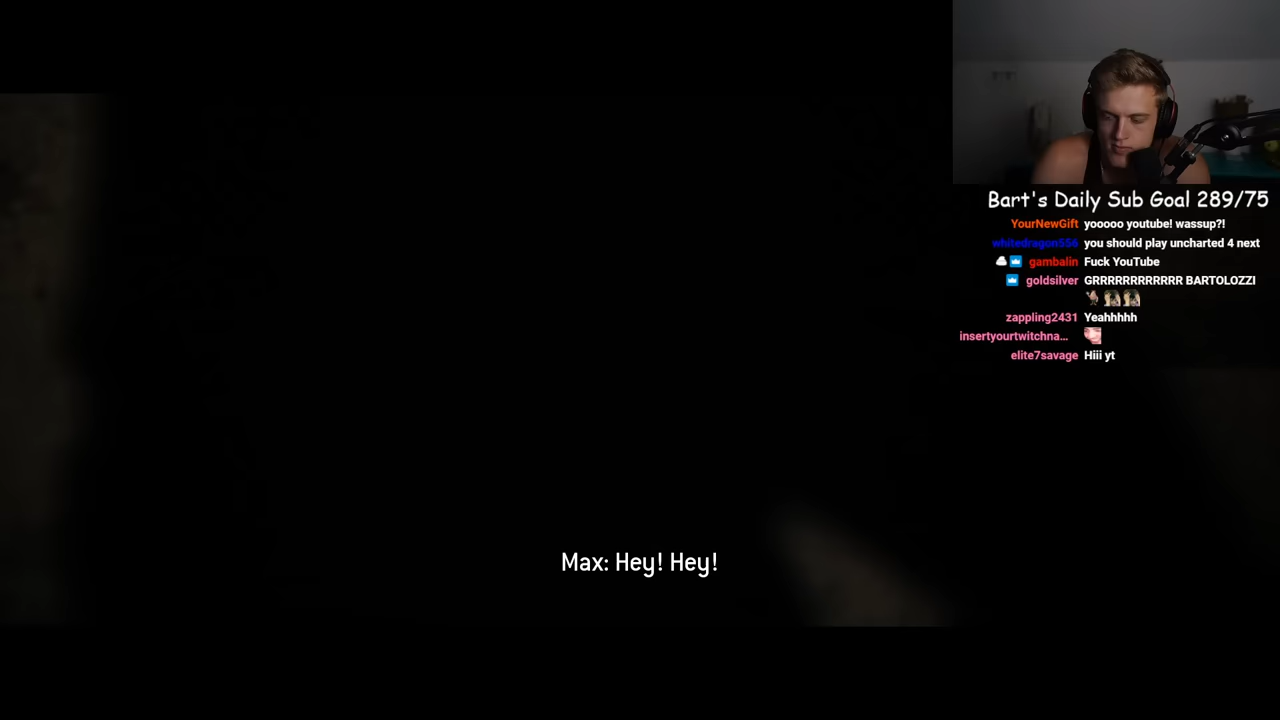 Bart's Daily Sub Goal 289/75
YourNewGift yooooo youtube! wassup?!
whitedragon556 you should play uncharted 4 next
gambalin Fuck YouTube
goldsilver GRRRRRRRRRRRR BARTOLOZZI
zappling2431 Yeahhhhh
insertyourtwitchna...
elite7savage Hiii yt
Max: Hey! Hey!